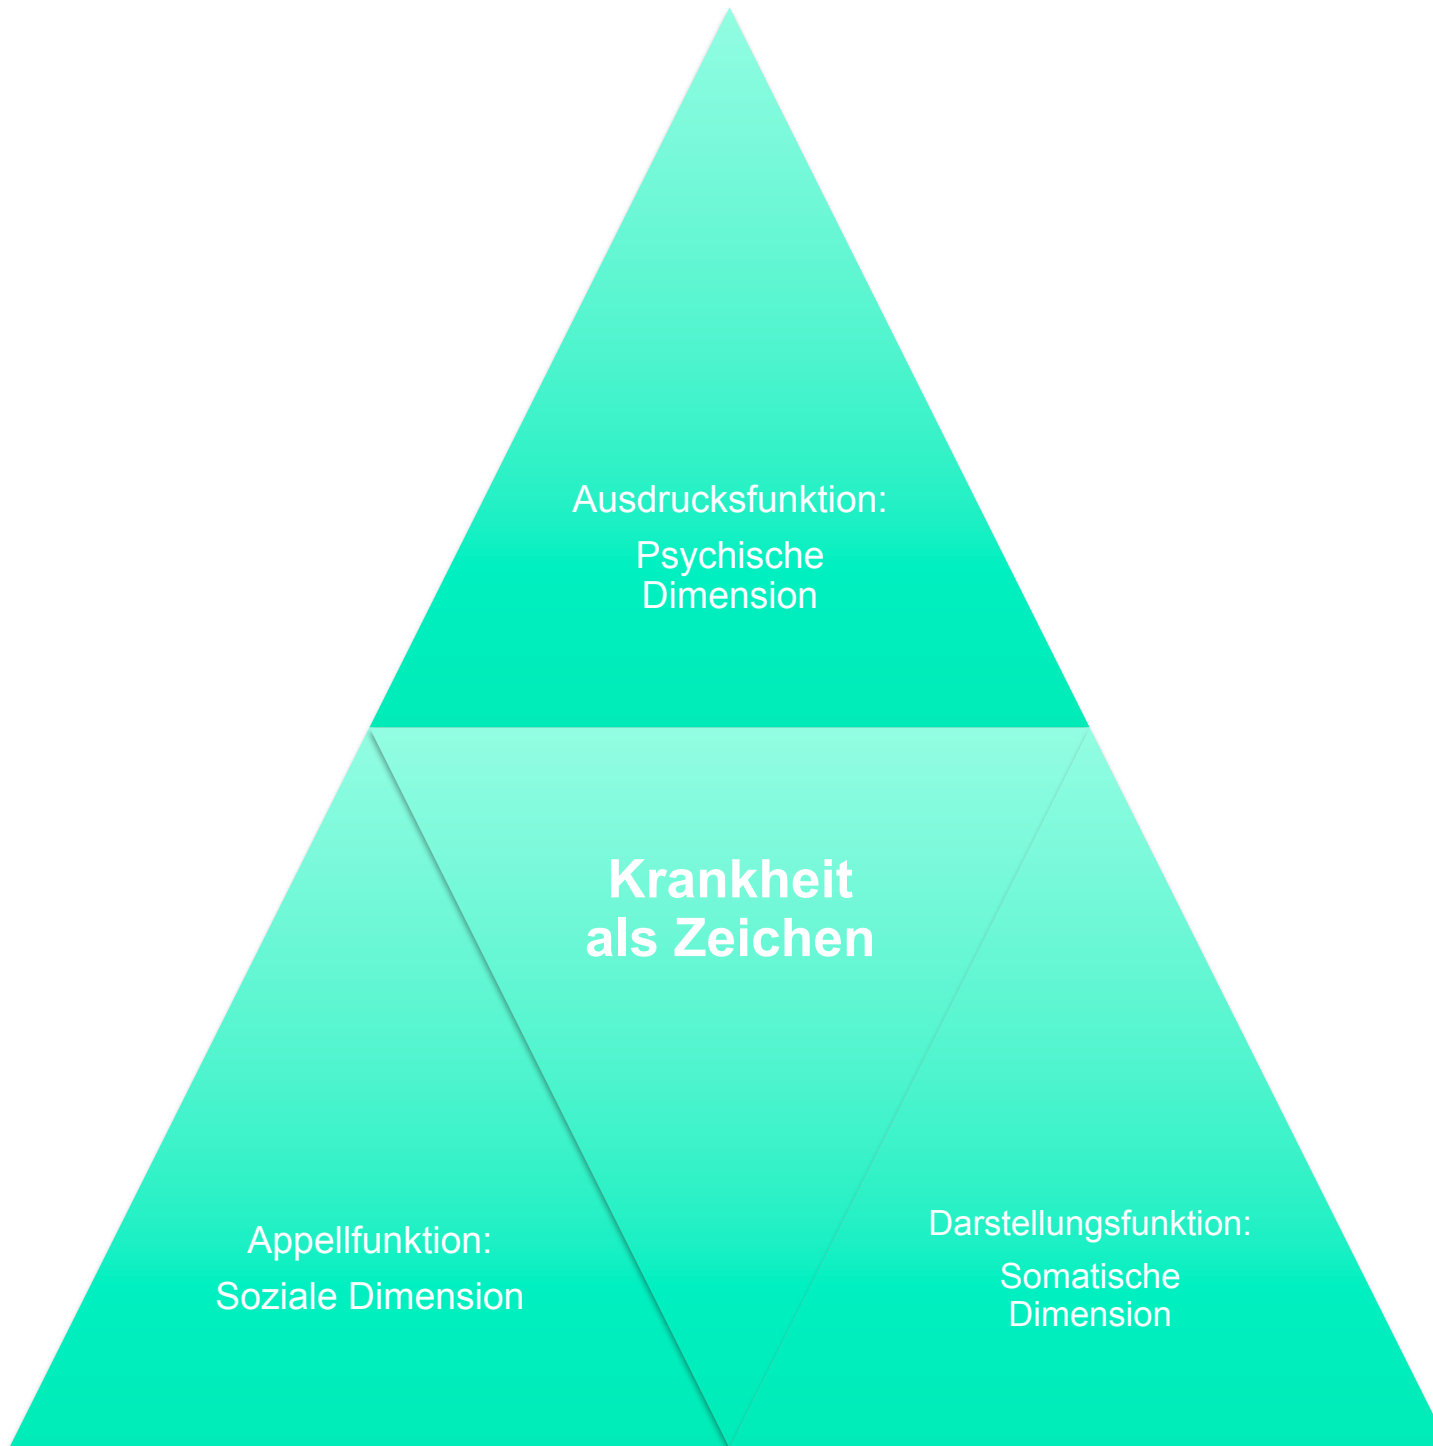 Ausdrucksfunktion:
Psychische
Dimension
Krankheit
als Zeichen
Appellfunktion:
Soziale Dimension
Darstellungsfunktion:
Somatische
Dimension